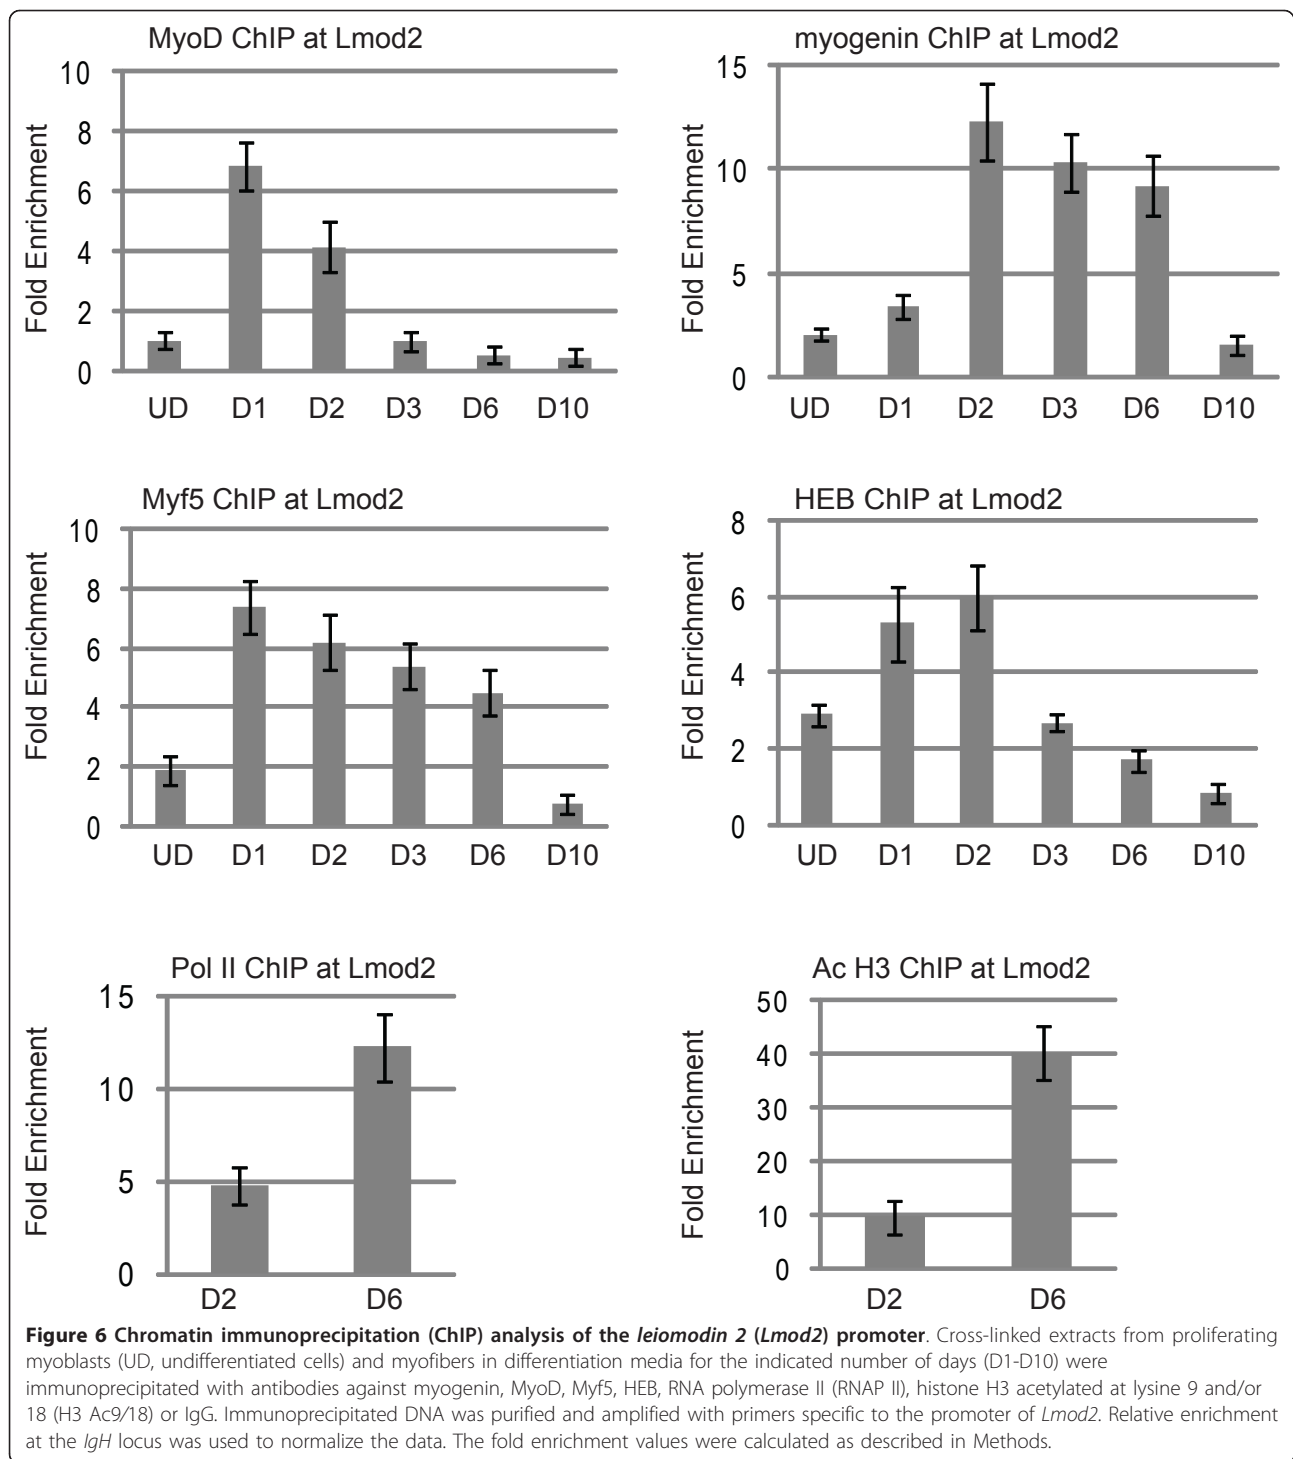 MyoD ChIP at Lmod2
Fold Enrichment
10
8
6
4
2
0
UD D1 D2 D3 D6 D10
myogenin ChIP at Lmod2
Fold Enrichment
15
10
5
0
UD D1 D2 D3 D6 D10
Myf5 ChIP at Lmod2
Fold Enrichment
10
8
6
4
2
0
UD D1 D2 D3 D6 D10
HEB ChIP at Lmod2
Fold Enrichment
8
6
4
2
0
UD D1 D2 D3 D6 D10
Pol II ChIP at Lmod2
Fold Enrichment
15
10
5
0
D2 D6
Ac H3 ChIP at Lmod2
Fold Enrichment
50
40
30
20
10
0
D2 D6
Figure 6 Chromatin immunoprecipitation (ChIP) analysis of the leiomodin 2 (Lmod2) promoter. Cross-linked extracts from proliferating
myoblasts (UD, undifferentiated cells) and myofibers in differentiation media for the indicated number of days (D1-D10) were
immunoprecipitated with antibodies against myogenin, MyoD, Myf5, HEB, RNA polymerase II (RNAP II), histone H3 acetylated at lysine 9 and/or
18 (H3 Ac9/18) or IgG. Immunoprecipitated DNA was purified and amplified with primers specific to the promoter of Lmod2. Relative enrichment
at the IgH locus was used to normalize the data. The fold enrichment values were calculated as described in Methods.